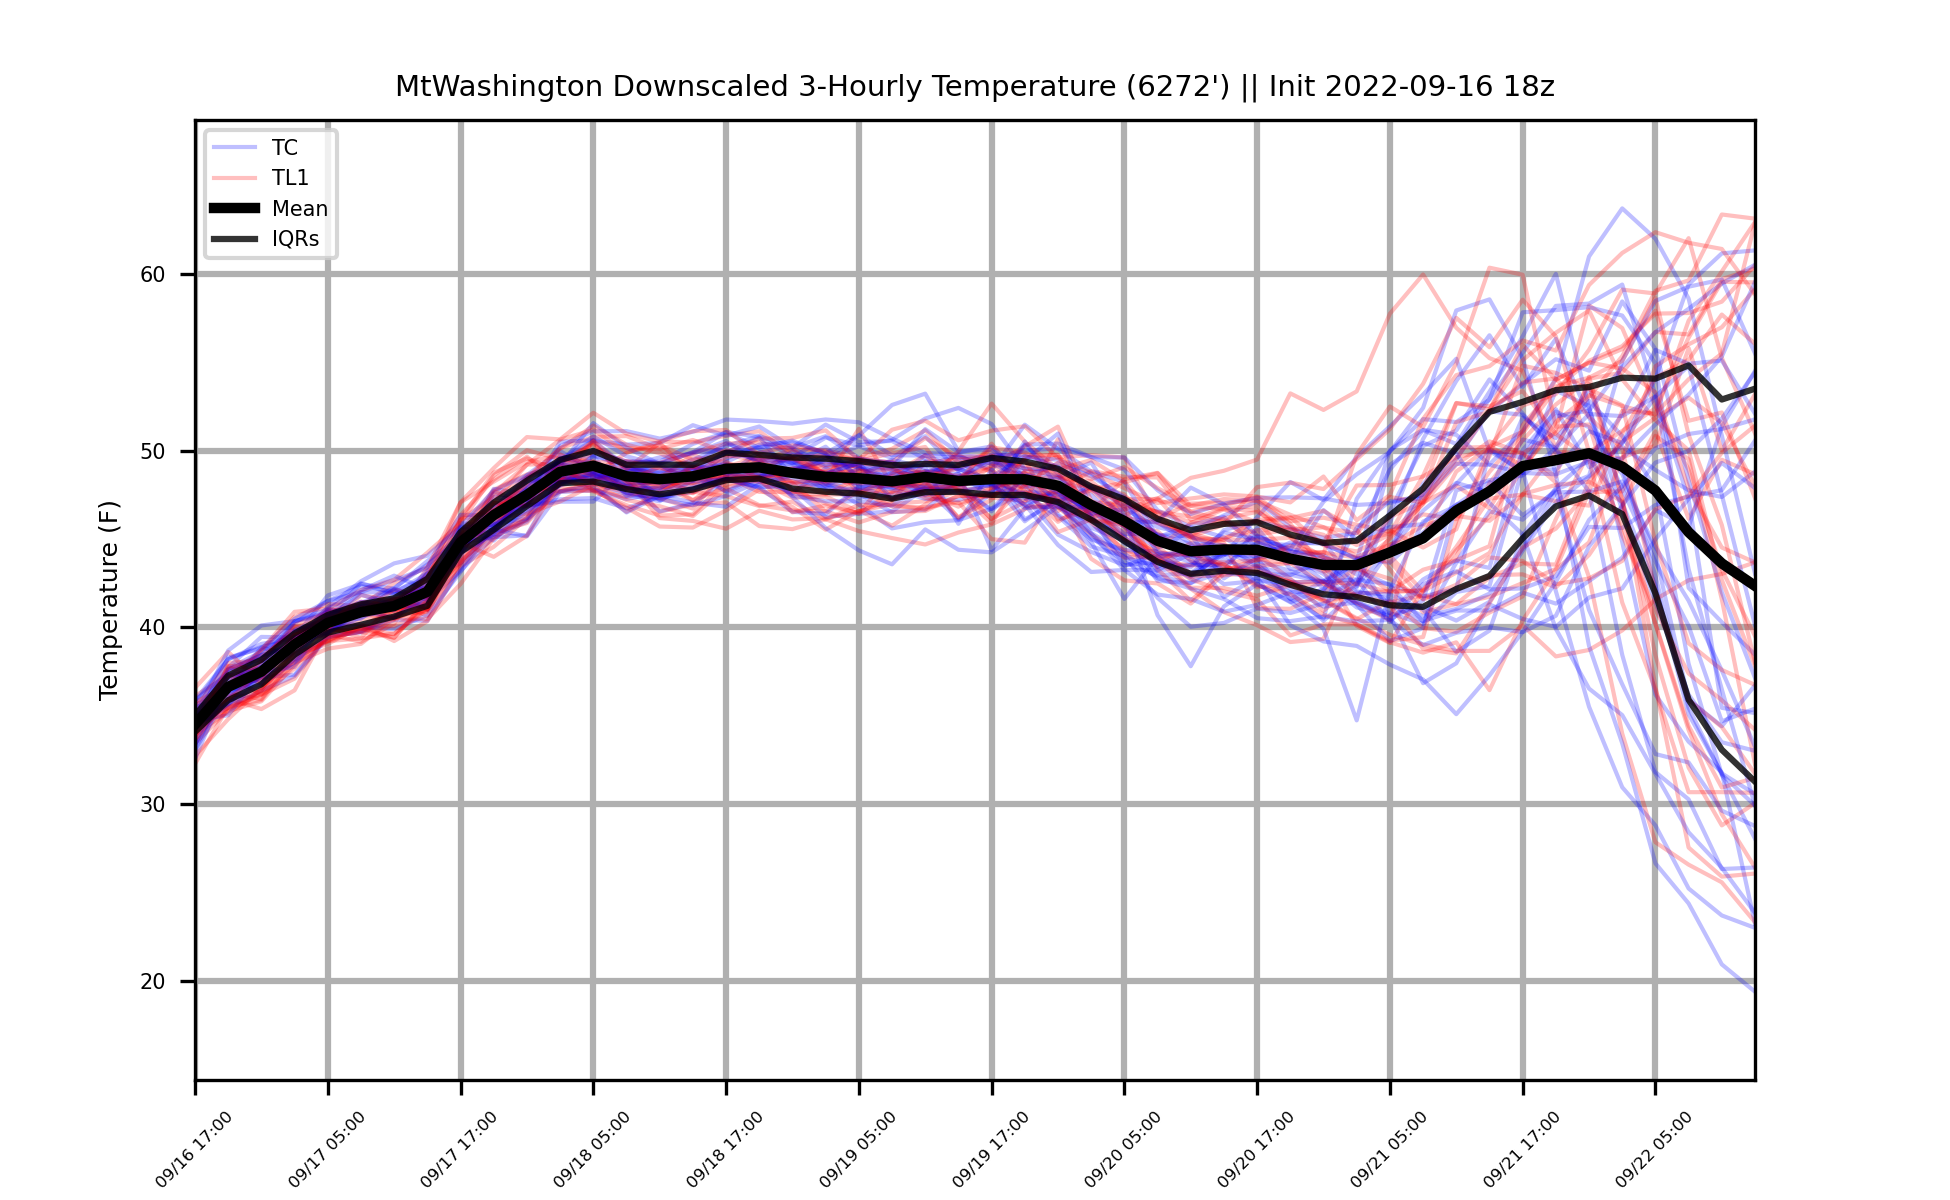 MtWashington Downscaled 3-Hourly Temperature (6272') || Init 2022-09-16 18z
TC
TL1
Mean
IQRs
Temperature (F)
60
50
40
30
20
09/16 17:00
09/17 05:00
09/17 17:00
09/18 05:00
09/18 17:00
09/19 05:00
09/19 17:00
09/20 05:00
09/20 17:00
09/21 05:00
09/21 17:00
09/22 05:00